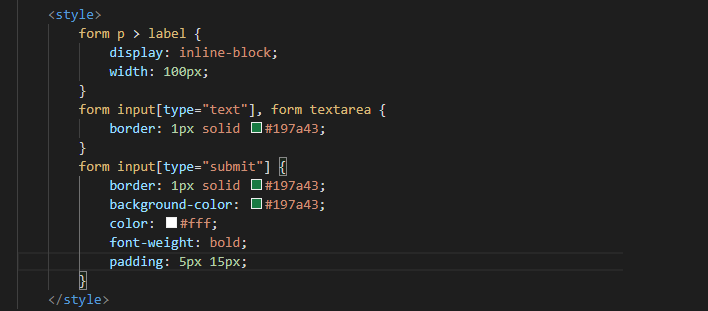 <style>
form p > label {
display: inline-block;
width: 100px;
}
form input[type="text"], form textarea {
border: 1px solid #197a43;
}
form input[type="submit"] {
border: 1px solid #197a43;
background-color: #197a43;
color: #fff;
font-weight: bold;
padding: 5px 15px;
}
</style>